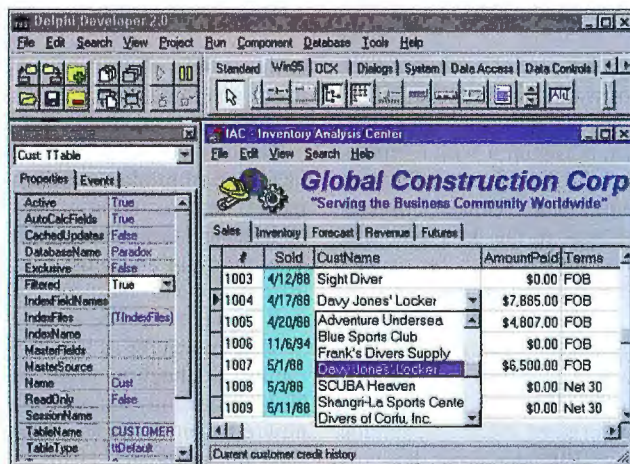 Delphi Developer 2.0
File Edit Search View Project Run Component Database Tools Help
Standard Win95 OCX Dialogs System Data Access Data Controls
Cust: TTable
Properties Events
Active True
AutoCalcFields True
CachedUpdates False
DatabaseName Paradox
Exclusive False
Filtered True
IndexFieldNames
IndexFiles (TIndexFiles)
IndexName
MasterFields
MasterSource
Name Cust
ReadOnly False
SessionName
TableName CUSTOMER
TableType ttDefault
IAC - Inventory Analysis Center
File Edit View Search Help
Global Construction Corp
"Serving the Business Community Worldwide"
Sales Inventory Forecast Revenue Futures
# Sold CustName AmountPaid Terms
1003 4/12/88 Sight Diver $0.00 FOB
1004 4/17/88 Davy Jones' Locker $7,885.00 FOB
1005 4/20/88 Adventure Undersea $4,807.00 FOB
Blue Sports Club
1006 11/6/94 $0.00 FOB
Frank's Divers Supply
1007 5/1/88 Davy Jones' Locker $6,500.00 FOB
1008 5/3/88 SCUBA Heaven $0.00 Net 30
Shangri-La Sports Cente
1009 5/11/88 $0.00 Net 30
Divers of Corfu, Inc.
Current customer credit history